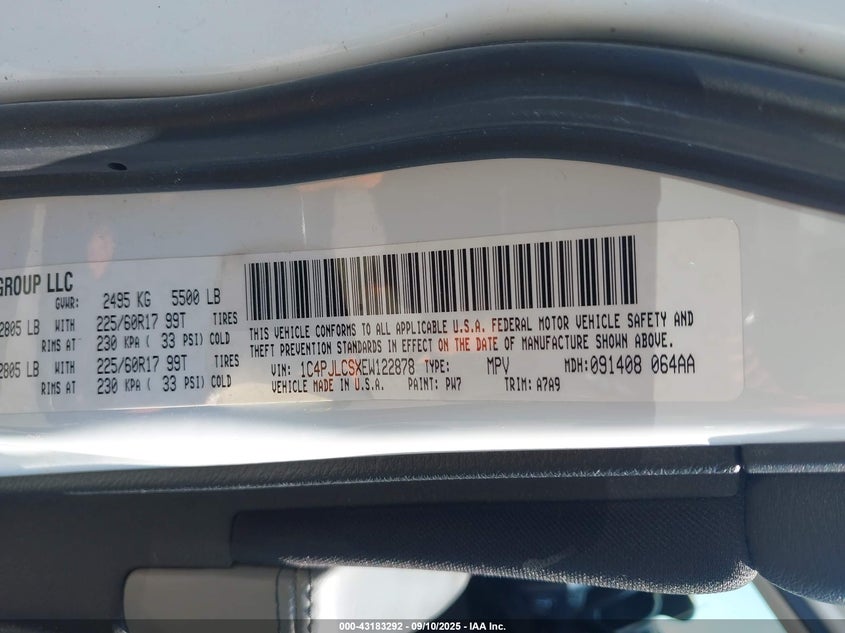 GROUP LLC
GVWR: 2495 KG 5500 LB
2805 LB WITH 225/60R17 99T TIRES
RIMS AT 230 KPA ( 33 PSI) COLD
2805 LB WITH 225/60R17 99T TIRES
RIMS AT 230 KPA ( 33 PSI) COLD
THIS VEHICLE CONFORMS TO ALL APPLICABLE U.S.A. FEDERAL MOTOR VEHICLE SAFETY AND
THEFT PREVENTION STANDARDS IN EFFECT ON THE DATE OF MANUFACTURE SHOWN ABOVE.
VIN: 1C4PJLCSXEW122878 TYPE: MPV MDH:091408 064AA
VEHICLE MADE IN U.S.A. PAINT: PW7 TRIM: A7A9
000-43183292 - 09/10/2025 - IAA Inc.